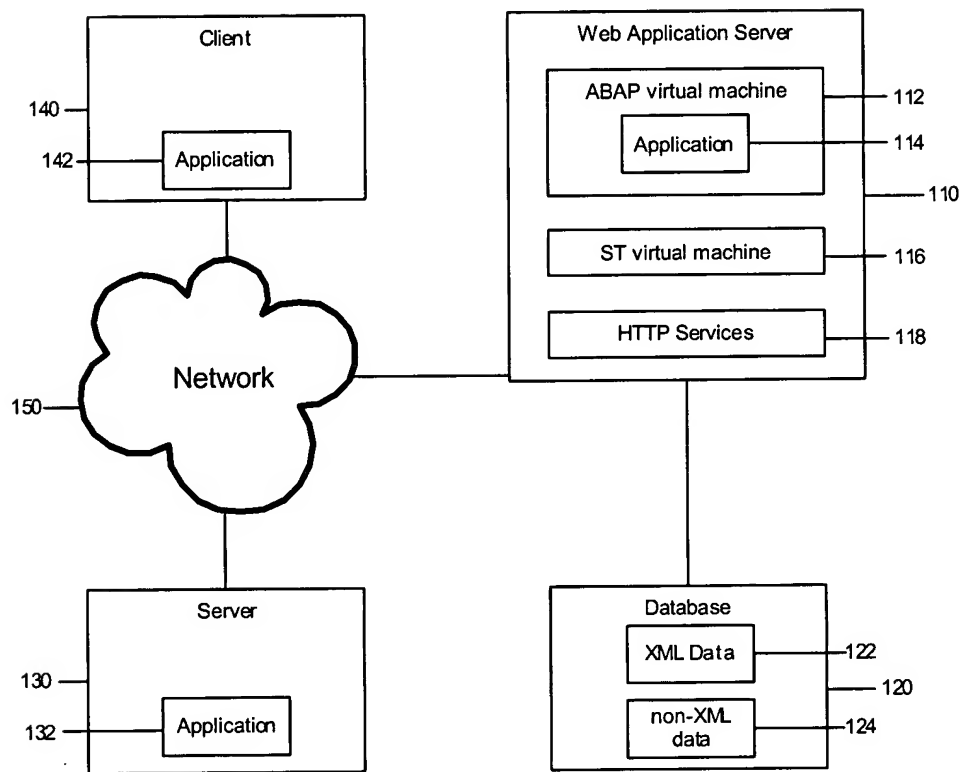 Client
140
142
Application
Web Application Server
ABAP virtual machine
112
Application
114
110
ST virtual machine
116
HTTP Services
118
Network
150
Server
130
132
Application
Database
XML Data
122
120
non-XML
data
124